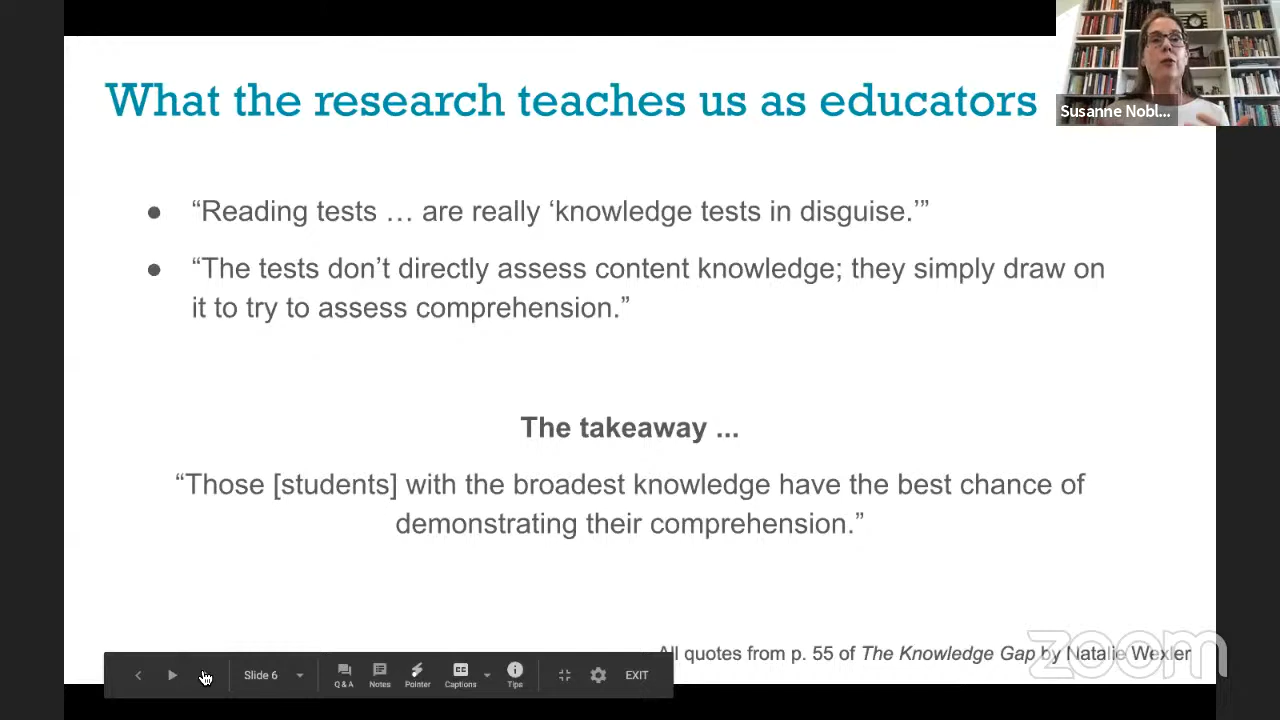 What the research teaches us as educators
Susanne Nobl...
● “Reading tests … are really ‘knowledge tests in disguise.’”
● “The tests don’t directly assess content knowledge; they simply draw on
it to try to assess comprehension.”
The takeaway ...
“Those [students] with the broadest knowledge have the best chance of
demonstrating their comprehension.”
All quotes from p. 55 of The Knowledge Gap by Natalie Wexler
zoom
Slide 6
Q & A
Notes
Pointer
Captions
Tips
EXIT